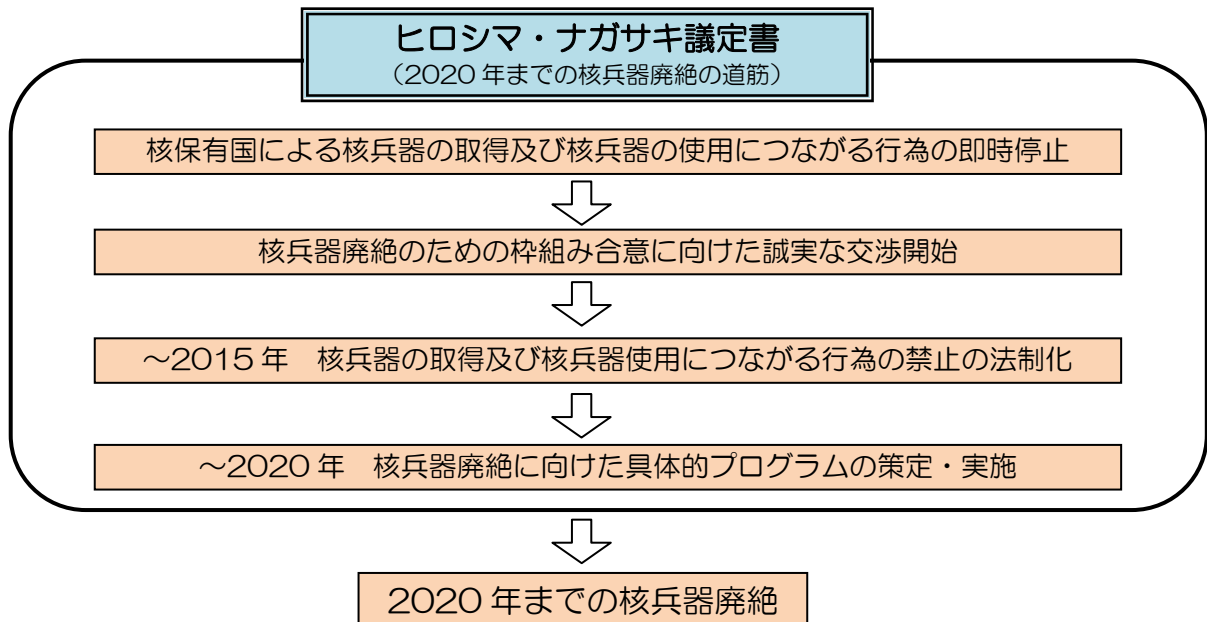 ヒロシマ・ナガサキ議定書
（2020 年までの核兵器廃絶の道筋）
核保有国による核兵器の取得及び核兵器の使用につながる行為の即時停止
核兵器廃絶のための枠組み合意に向けた誠実な交渉開始
～2015 年　核兵器の取得及び核兵器使用につながる行為の禁止の法制化
～2020 年　核兵器廃絶に向けた具体的プログラムの策定・実施
2020 年までの核兵器廃絶